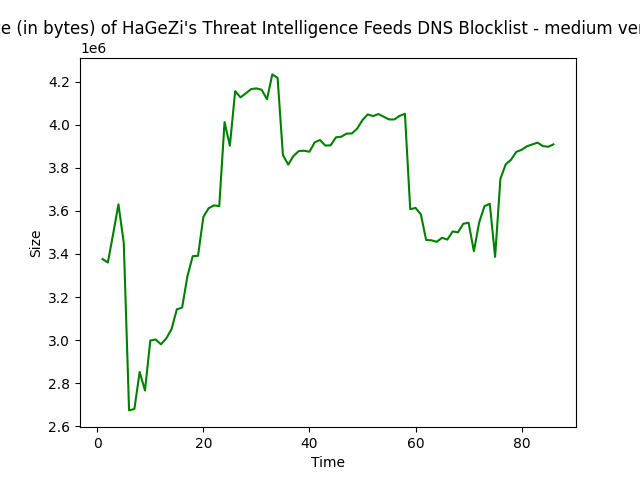 e (in bytes) of HaGeZi's Threat Intelligence Feeds DNS Blocklist - medium ver
1e6
4.2
4.0
3.8
3.6
3.4
3.2
3.0
2.8
2.6
Size
0 20 40 60 80
Time